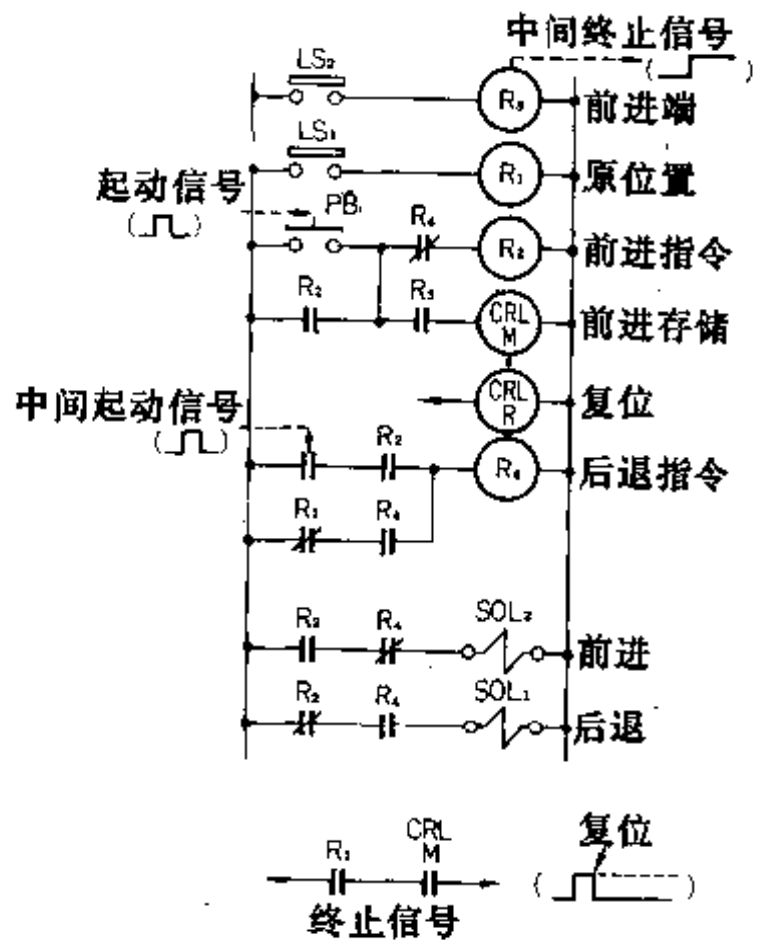 中间终止信号
LS₂
R₃ 前进端
LS₁
R₁ 原位置
起动信号
PB₁ R₄ R₂ 前进指令
R₂ R₃ CRL M 前进存储
CRL R 复位
中间起动信号
R₂ R₄ 后退指令
R₁ R₄
R₂ R₄ SOL₂ 前进
R₂ R₄ SOL₁ 后退
R₁ CRL M 复位
终止信号